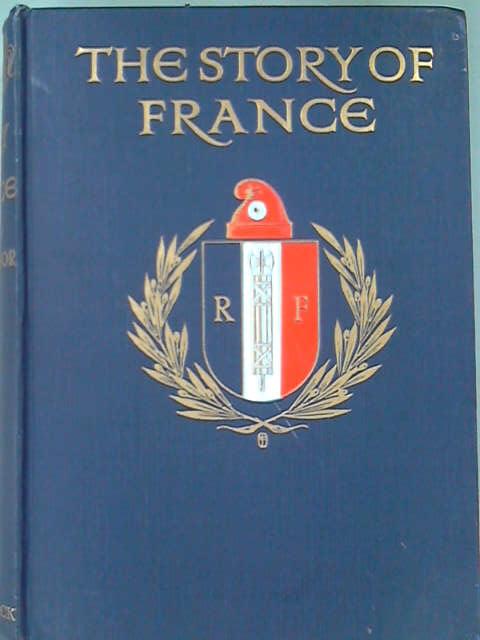 THE STORY OF
FRANCE
R F